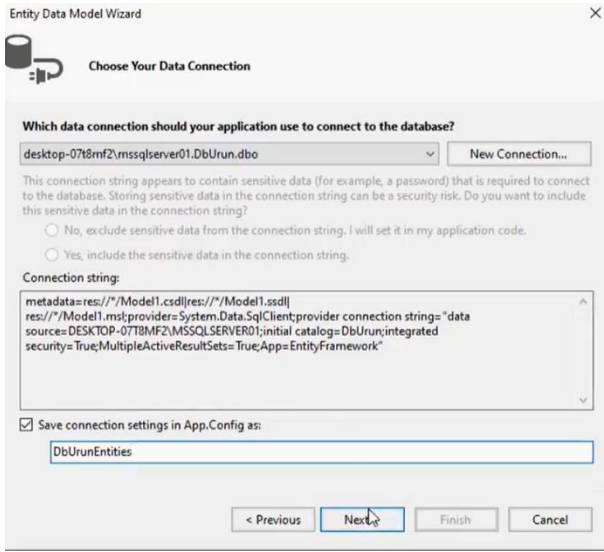 Entity Data Model Wizard
Choose Your Data Connection
Which data connection should your application use to connect to the database?
desktop-07t8mf2\mssqlserver01.DbUrun.dbo
New Connection...
This connection string appears to contain sensitive data (for example, a password) that is required to connect
to the database. Storing sensitive data in the connection string can be a security risk. Do you want to include
this sensitive data in the connection string?
No, exclude sensitive data from the connection string. I will set it in my application code.
Yes, include the sensitive data in the connection string.
Connection string:
metadata=res://*/Model1.csdl|res://*/Model1.ssdl|
res://*/Model1.msl;provider=System.Data.SqlClient;provider connection string="data
source=DESKTOP-07T8MF2\MSSQLSERVER01;initial catalog=DbUrun;integrated
security=True;MultipleActiveResultSets=True;App=EntityFramework"
Save connection settings in App.Config as:
DbUrunEntities
< Previous
Next >
Finish
Cancel